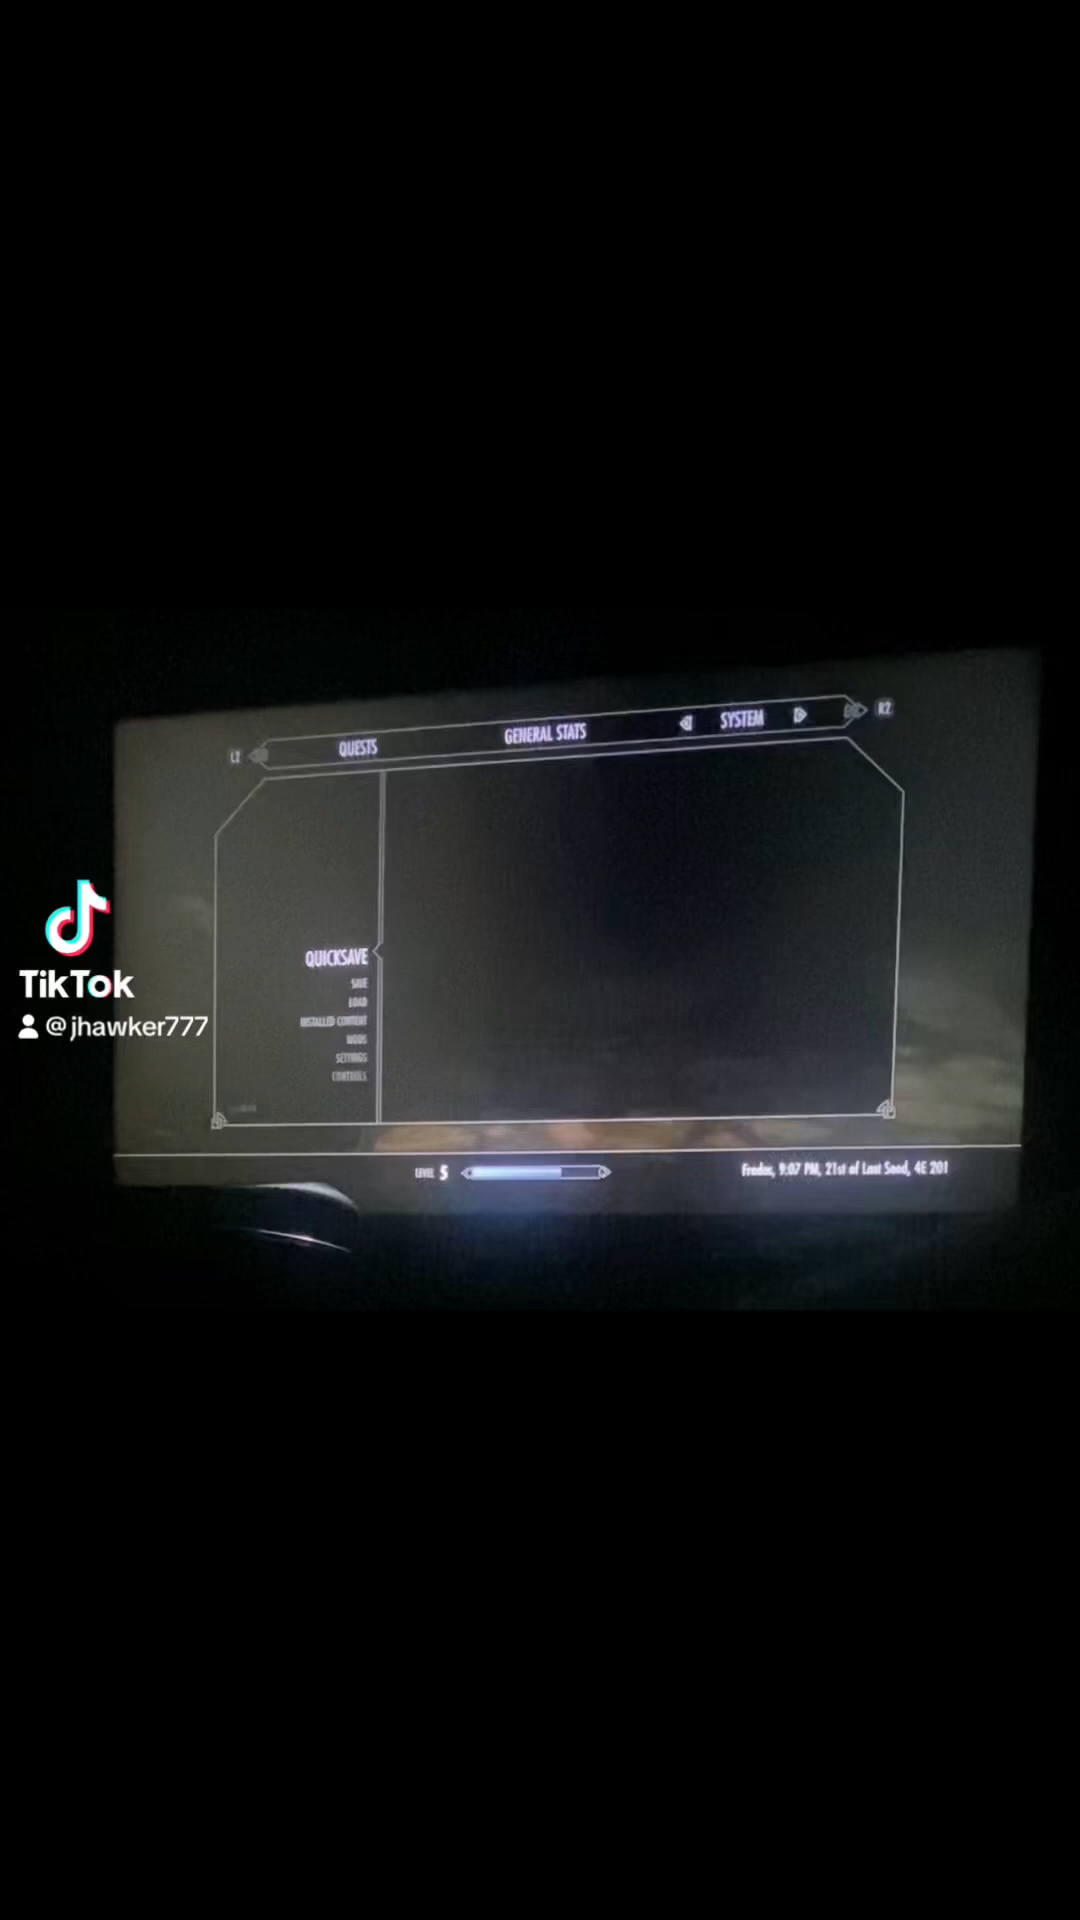 L2 QUESTS GENERAL STATS SYSTEM R2
QUICKSAVE
SAVE
LOAD
INSTALLED CONTENT
MODS
SETTINGS
CONTROLS
TikTok
@jhawker777
LEVEL 5
Fredas, 9:07 PM, 21st of Last Seed, 4E 201